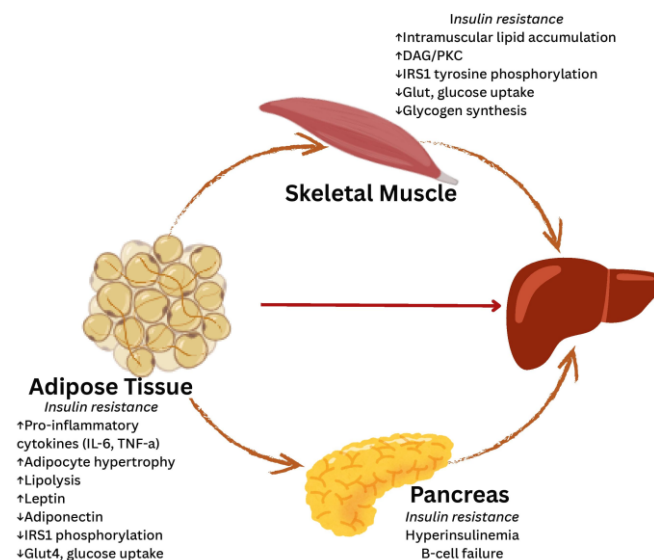 Insulin resistance
↑Intramuscular lipid accumulation
↑DAG/PKC
↓IRS1 tyrosine phosphorylation
↓Glut, glucose uptake
↓Glycogen synthesis
Skeletal Muscle
Adipose Tissue
Insulin resistance
↑Pro-inflammatory
cytokines (IL-6, TNF-a)
↑Adipocyte hypertrophy
↑Lipolysis
↑Leptin
↓Adiponectin
↓IRS1 phosphorylation
↓Glut4, glucose uptake
Pancreas
Insulin resistance
Hyperinsulinemia
B-cell failure